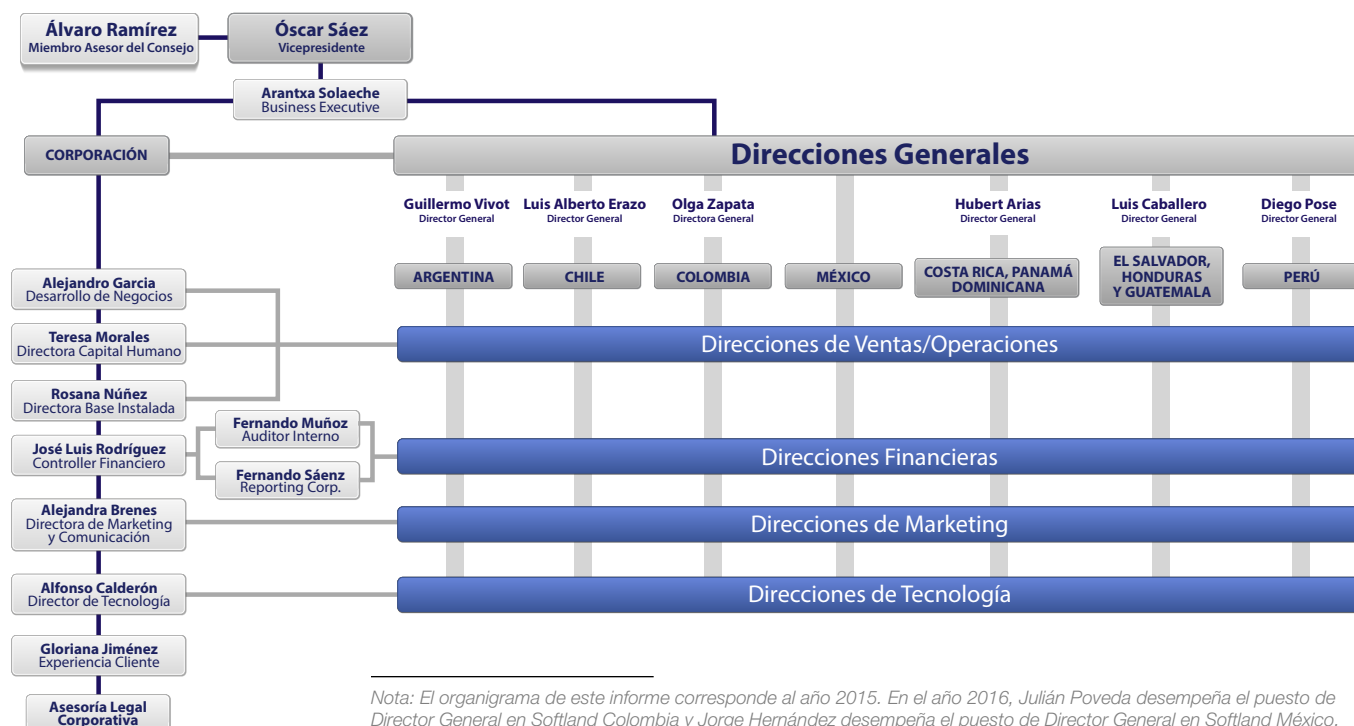 Álvaro Ramírez
Miembro Asesor del Consejo
Óscar Sáez
Vicepresidente
Arantxa Solaeche
Business Executive
CORPORACIÓN
Direcciones Generales
Guillermo Vivot
Director General
Luis Alberto Erazo
Director General
Olga Zapata
Directora General
Hubert Arias
Director General
Luis Caballero
Director General
Diego Pose
Director General
ARGENTINA
CHILE
COLOMBIA
MÉXICO
COSTA RICA, PANAMÁ
DOMINICANA
EL SALVADOR,
HONDURAS
Y GUATEMALA
PERÚ
Alejandro Garcia
Desarrollo de Negocios
Teresa Morales
Directora Capital Humano
Rosana Núñez
Directora Base Instalada
Direcciones de Ventas/Operaciones
José Luis Rodríguez
Controller Financiero
Fernando Muñoz
Auditor Interno
Fernando Sáenz
Reporting Corp.
Direcciones Financieras
Alejandra Brenes
Directora de Marketing
y Comunicación
Direcciones de Marketing
Alfonso Calderón
Director de Tecnología
Direcciones de Tecnología
Gloriana Jiménez
Experiencia Cliente
Asesoría Legal
Corporativa
Nota: El organigrama de este informe corresponde al año 2015. En el año 2016, Julián Poveda desempeña el puesto de
Director General en Softland Colombia y Jorge Hernández desempeña el puesto de Director General en Softland México.